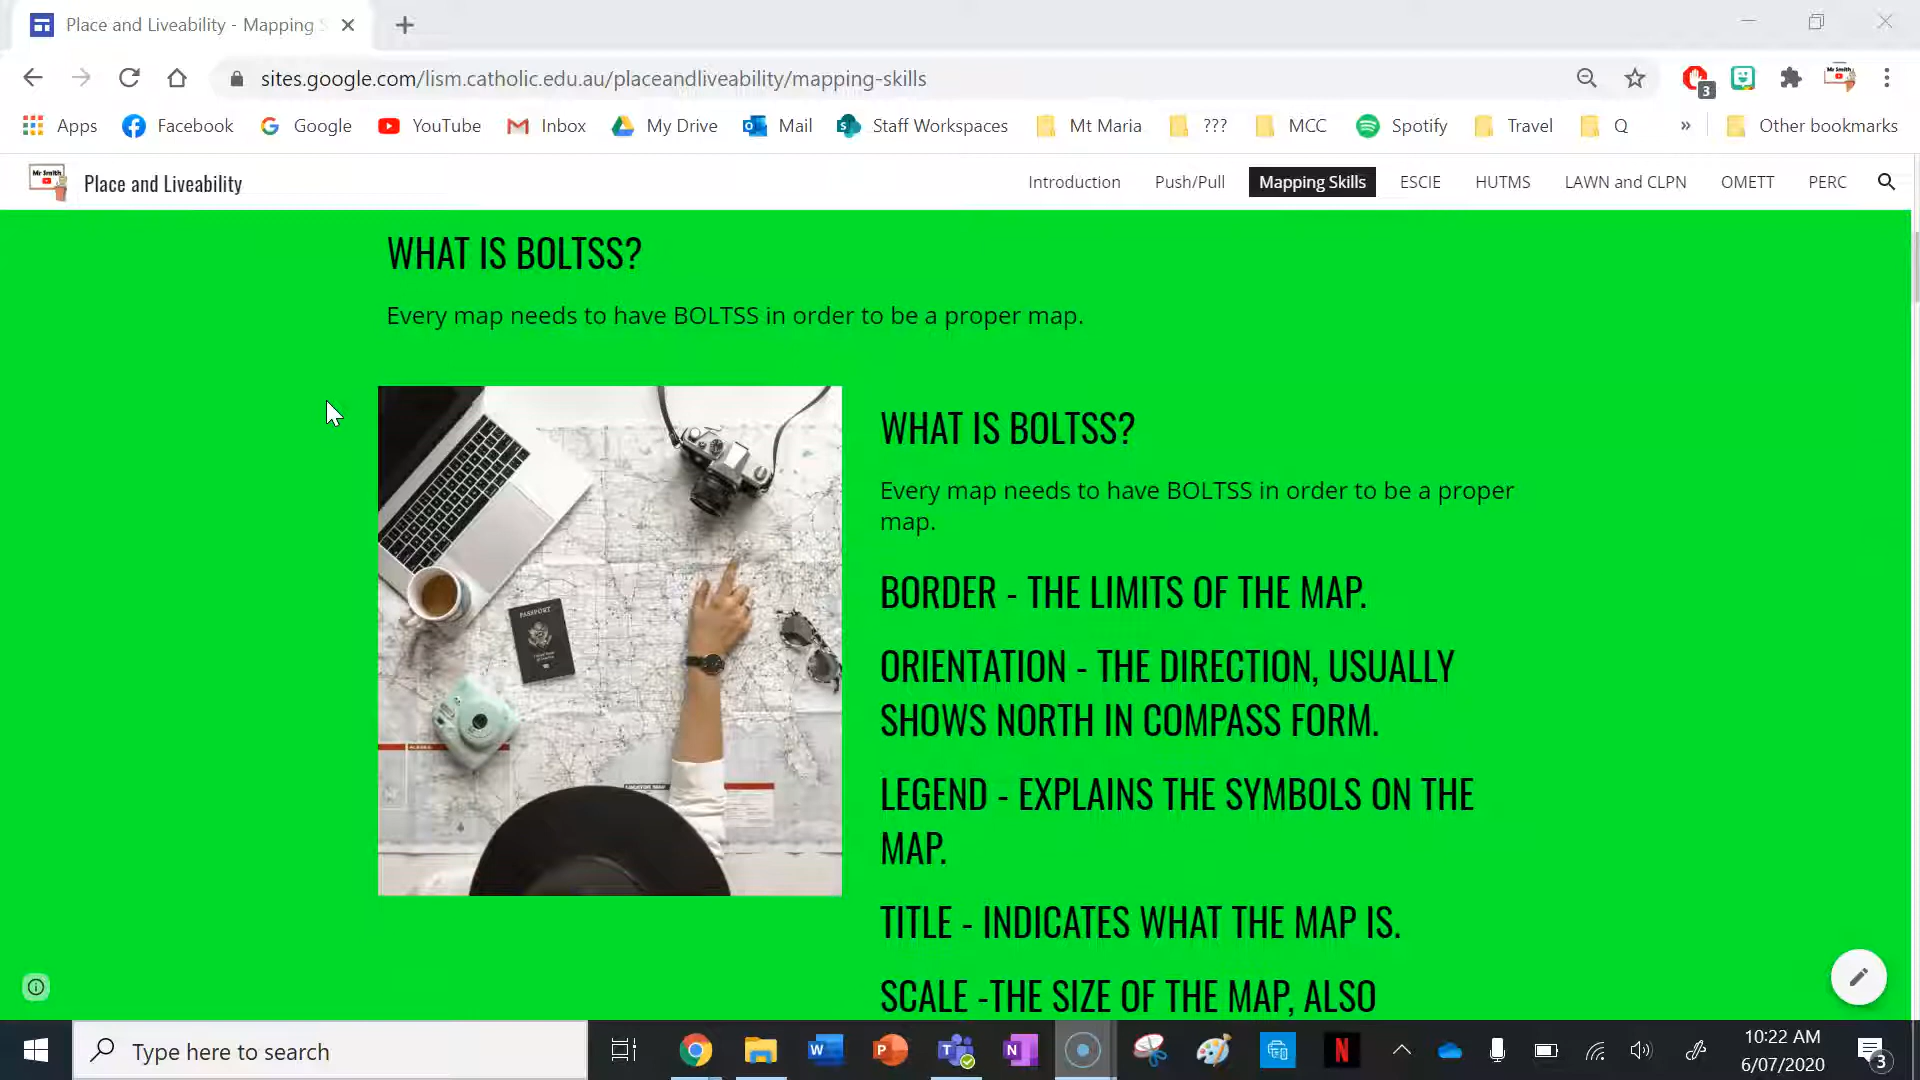 Place and Liveability - Mapping S
sites.google.com/lism.catholic.edu.au/placeandliveability/mapping-skills
3
Apps Facebook Google YouTube Inbox My Drive Mail Staff Workspaces Mt Maria ??? MCC Spotify Travel Q » Other bookmarks
Mr Smith
Place and Liveability
Introduction Push/Pull Mapping Skills ESCIE HUTMS LAWN and CLPN OMETT PERC
WHAT IS BOLTSS?
Every map needs to have BOLTSS in order to be a proper map.
PASSPORT
WHAT IS BOLTSS?
Every map needs to have BOLTSS in order to be a proper
map.
BORDER - THE LIMITS OF THE MAP.
ORIENTATION - THE DIRECTION, USUALLY
SHOWS NORTH IN COMPASS FORM.
LEGEND - EXPLAINS THE SYMBOLS ON THE
MAP.
TITLE - INDICATES WHAT THE MAP IS.
SCALE -THE SIZE OF THE MAP, ALSO
Type here to search
10:22 AM
6/07/2020
3